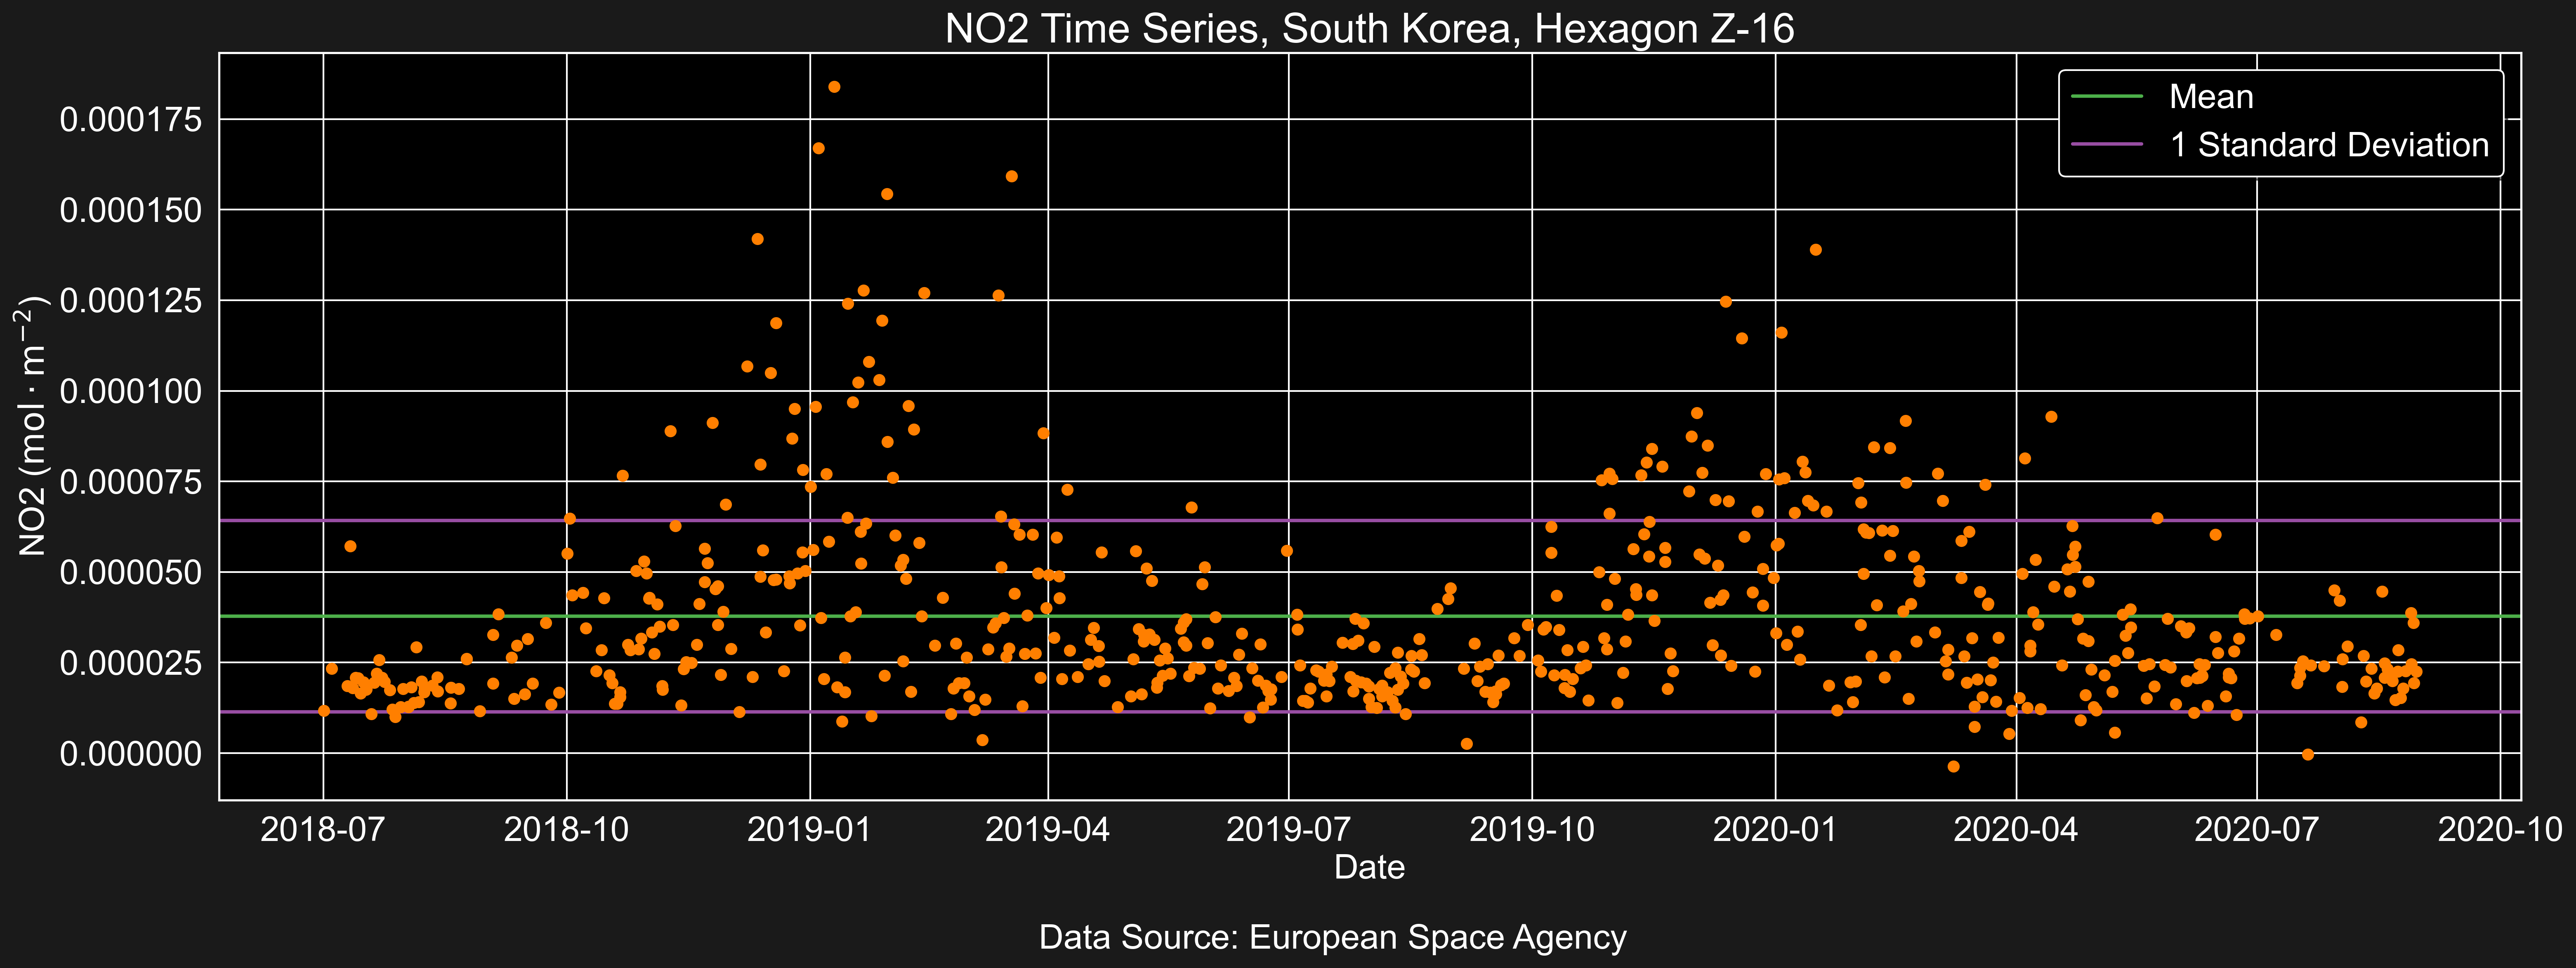 NO2 Time Series, South Korea, Hexagon Z-16
Mean
1 Standard Deviation
NO2 (mol · m⁻²)
0.000175
0.000150
0.000125
0.000100
0.000075
0.000050
0.000025
0.000000
2018-07 2018-10 2019-01 2019-04 2019-07 2019-10 2020-01 2020-04 2020-07 2020-10
Date
Data Source: European Space Agency